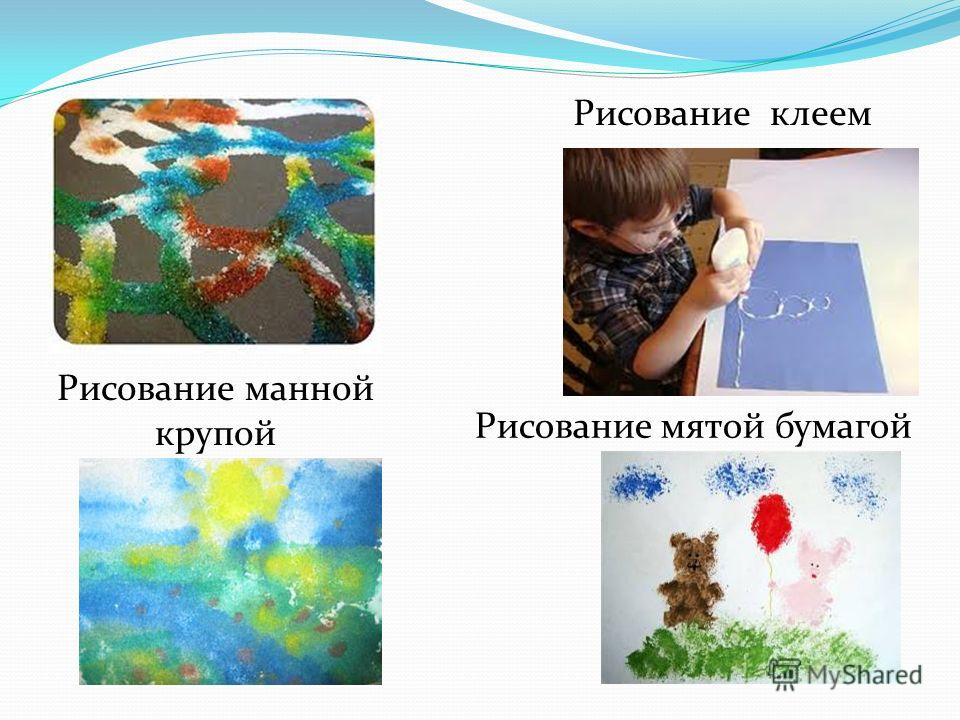 Рисование клеем
Рисование манной
крупой
Рисование мятой бумагой
MyShared